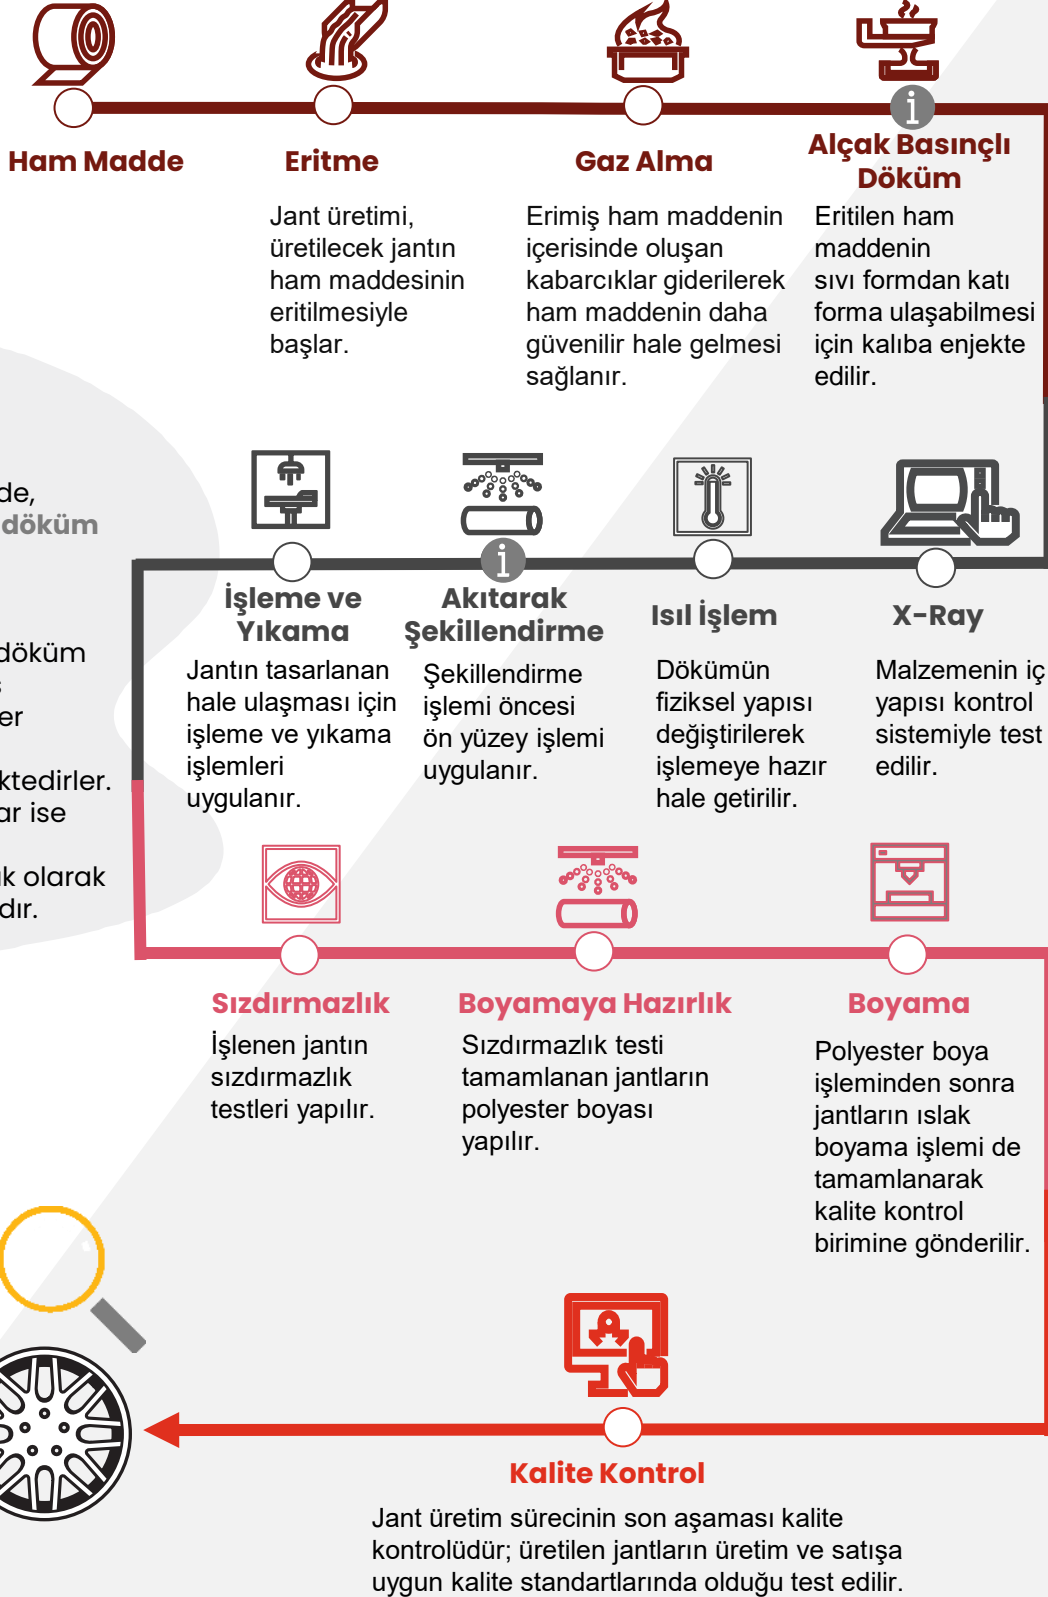 Ham Madde
Eritme
Jant üretimi,
üretilecek jantın
ham maddesinin
eritilmesiyle
başlar.
Gaz Alma
Erimiş ham maddenin
içerisinde oluşan
kabarcıklar giderilerek
ham maddenin daha
güvenilir hale gelmesi
sağlanır.
i
Alçak Basınçlı
Döküm
Eritilen ham
maddenin
sıvı formdan katı
forma ulaşabilmesi
için kalıba enjekte
edilir.
de,
döküm
döküm
er
ktedirler.
ar ise
ık olarak
dır.
İşleme ve
Yıkama
Jantın tasarlanan
hale ulaşması için
işleme ve yıkama
işlemleri
uygulanır.
i
Akıtarak
Şekillendirme
Şekillendirme
işlemi öncesi
ön yüzey işlemi
uygulanır.
Isıl İşlem
Dökümün
fiziksel yapısı
değiştirilerek
işlemeye hazır
hale getirilir.
X-Ray
Malzemenin iç
yapısı kontrol
sistemiyle test
edilir.
Sızdırmazlık
İşlenen jantın
sızdırmazlık
testleri yapılır.
Boyamaya Hazırlık
Sızdırmazlık testi
tamamlanan jantların
polyester boyası
yapılır.
Boyama
Polyester boya
işleminden sonra
jantların ıslak
boyama işlemi de
tamamlanarak
kalite kontrol
birimine gönderilir.
Kalite Kontrol
Jant üretim sürecinin son aşaması kalite
kontrolüdür; üretilen jantların üretim ve satışa
uygun kalite standartlarında olduğu test edilir.